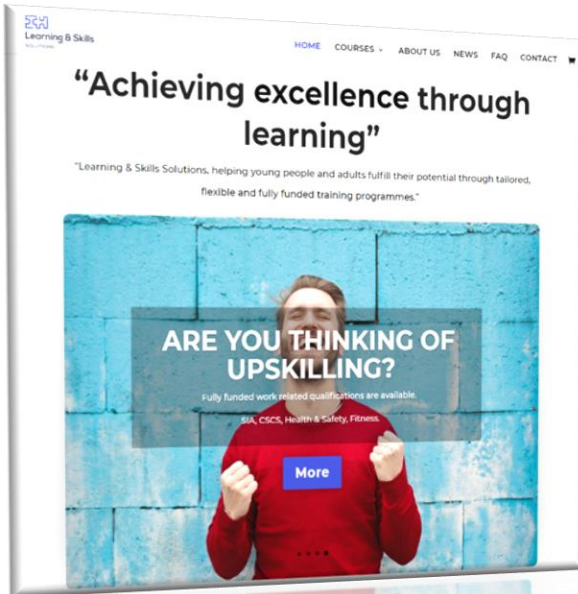 Learning & Skills
SOLUTIONS
HOME COURSES ABOUT US NEWS FAQ CONTACT
“Achieving excellence through
learning”
"Learning & Skills Solutions, helping young people and adults fulfill their potential through tailored,
flexible and fully funded training programmes."
ARE YOU THINKING OF
UPSKILLING?
Fully funded work related qualifications are available.
SIA, CSCS, Health & Safety, Fitness.
More